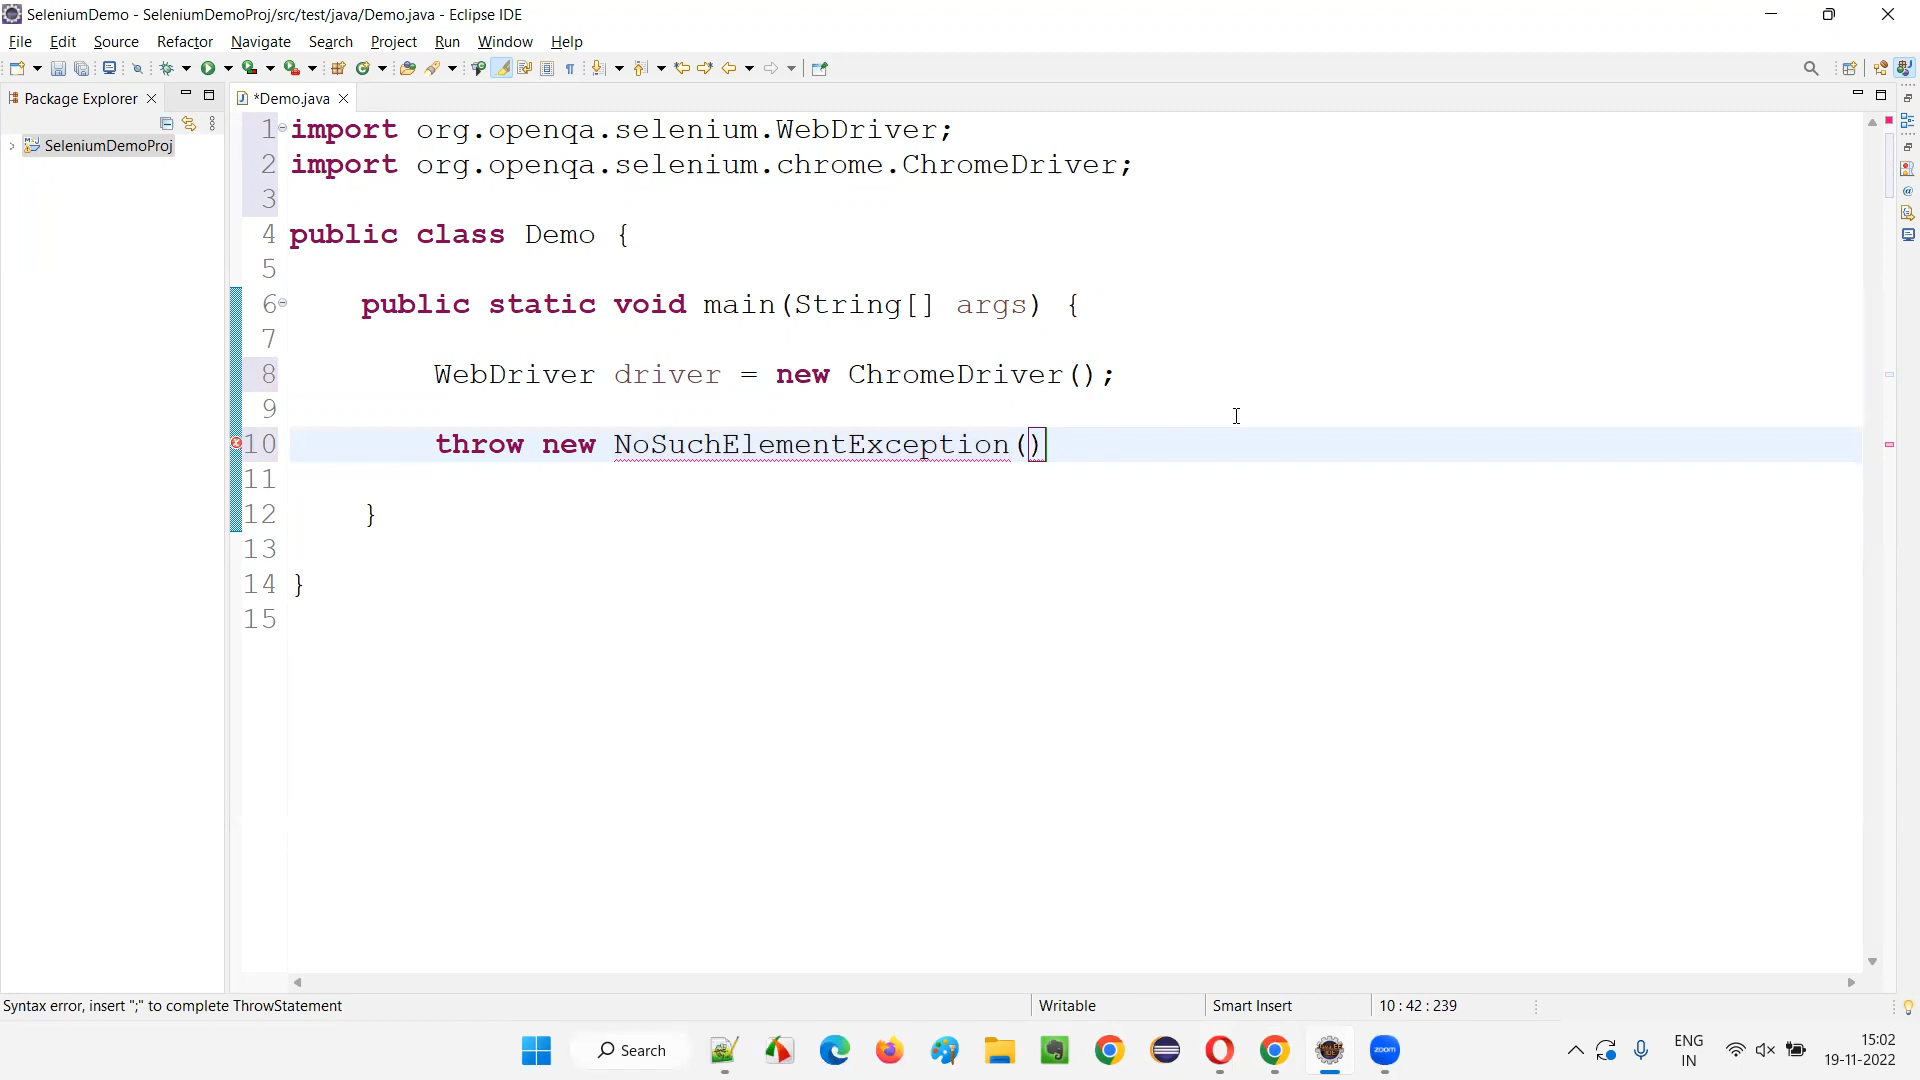 SeleniumDemo - SeleniumDemoProj/src/test/java/Demo.java - Eclipse IDE
File Edit Source Refactor Navigate Search Project Run Window Help
Package Explorer
*Demo.java
SeleniumDemoProj
1 import org.openqa.selenium.WebDriver;
2 import org.openqa.selenium.chrome.ChromeDriver;
3
4 public class Demo {
5
6 public static void main(String[] args) {
7
8 WebDriver driver = new ChromeDriver();
9
10 throw new NoSuchElementException()
11
12 }
13
14 }
15
Syntax error, insert ";" to complete ThrowStatement Writable Smart Insert 10 : 42 : 239
Search
zoom
ENG
IN
15:02
19-11-2022